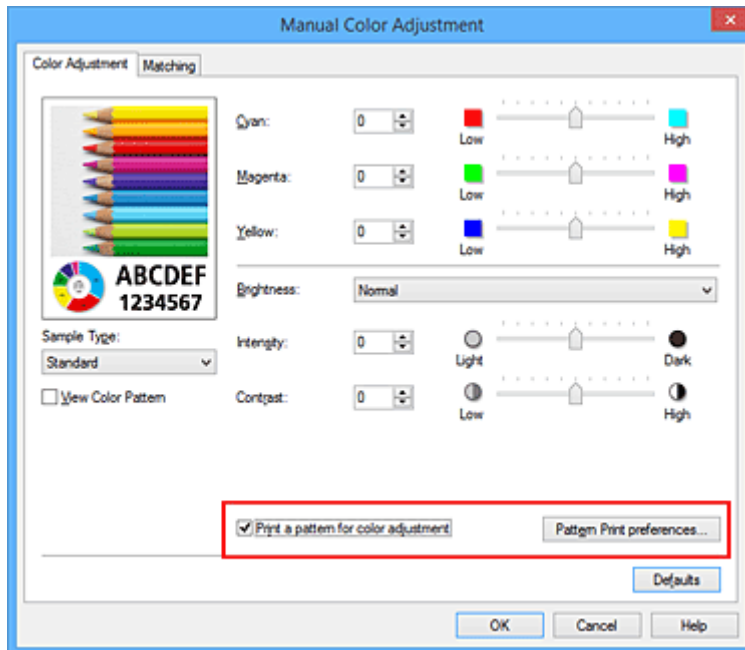 Manual Color Adjustment
Color Adjustment
Matching
Cyan: 0
Low High
Magenta: 0
Low High
Yellow: 0
Low High
ABCDEF
1234567
Brightness: Normal
Sample Type:
Standard
Intensity: 0
Light Dark
View Color Pattern
Contrast: 0
Low High
Print a pattern for color adjustment
Pattern Print preferences...
Defaults
OK
Cancel
Help